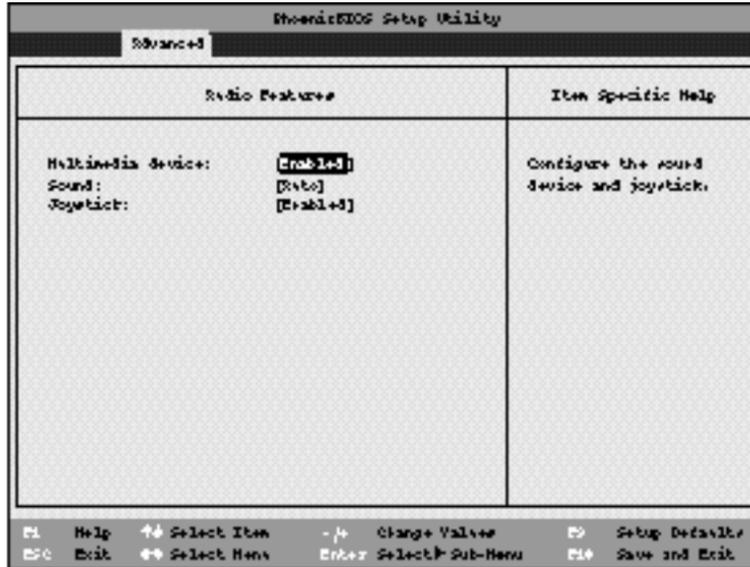 PhoenixBIOS Setup Utility
Advanced
Audio Features
Item Specific Help
Multimedia device: [Enabled]
Sound: [Auto]
Joystick: [Enabled]
Configure the sound
device and joystick.
F1 Help ↑↓ Select Item -/+ Change Values F9 Setup Defaults
ESC Exit ↔ Select Menu Enter Select ▶ Sub-Menu F10 Save and Exit